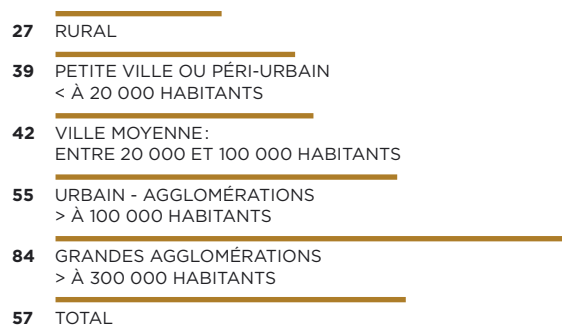 27 RURAL
39 PETITE VILLE OU PÉRI-URBAIN
< À 20 000 HABITANTS
42 VILLE MOYENNE:
ENTRE 20 000 ET 100 000 HABITANTS
55 URBAIN - AGGLOMÉRATIONS
> À 100 000 HABITANTS
84 GRANDES AGGLOMÉRATIONS
> À 300 000 HABITANTS
57 TOTAL